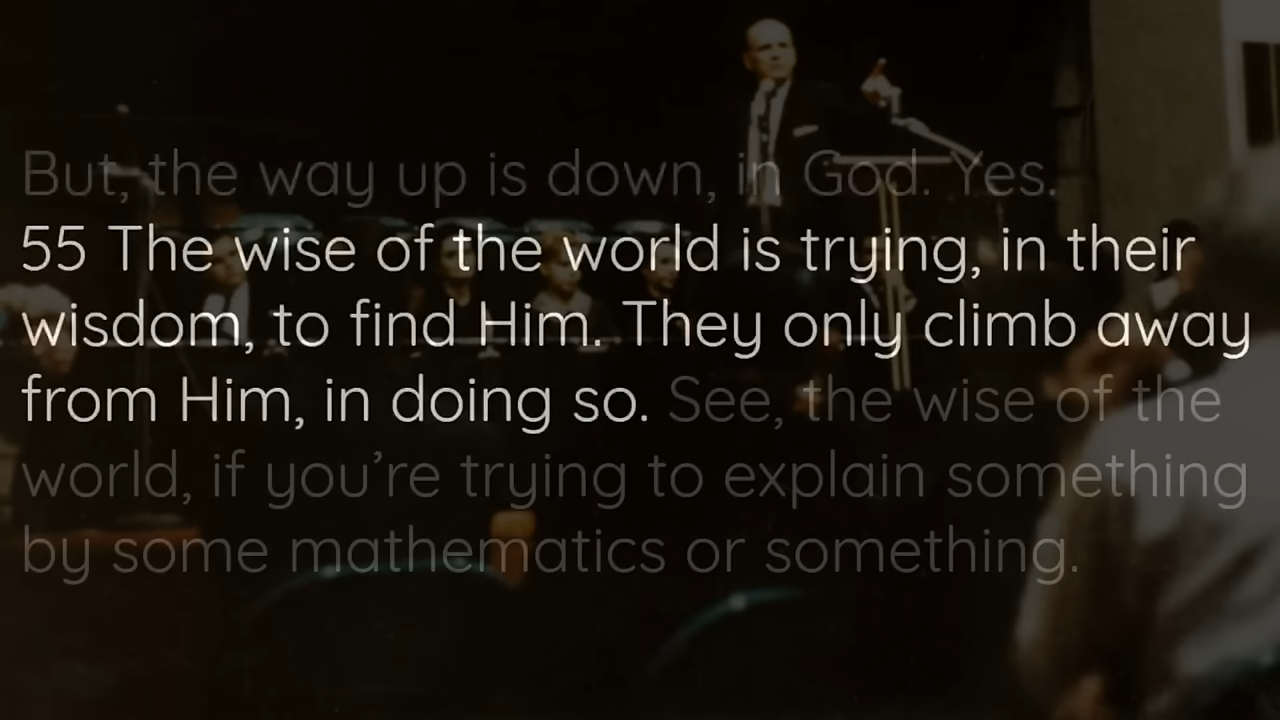 But, the way up is down, in God. Yes.
55 The wise of the world is trying, in their
wisdom, to find Him. They only climb away
from Him, in doing so. See, the wise of the
world, if you’re trying to explain something
by some mathematics or something.